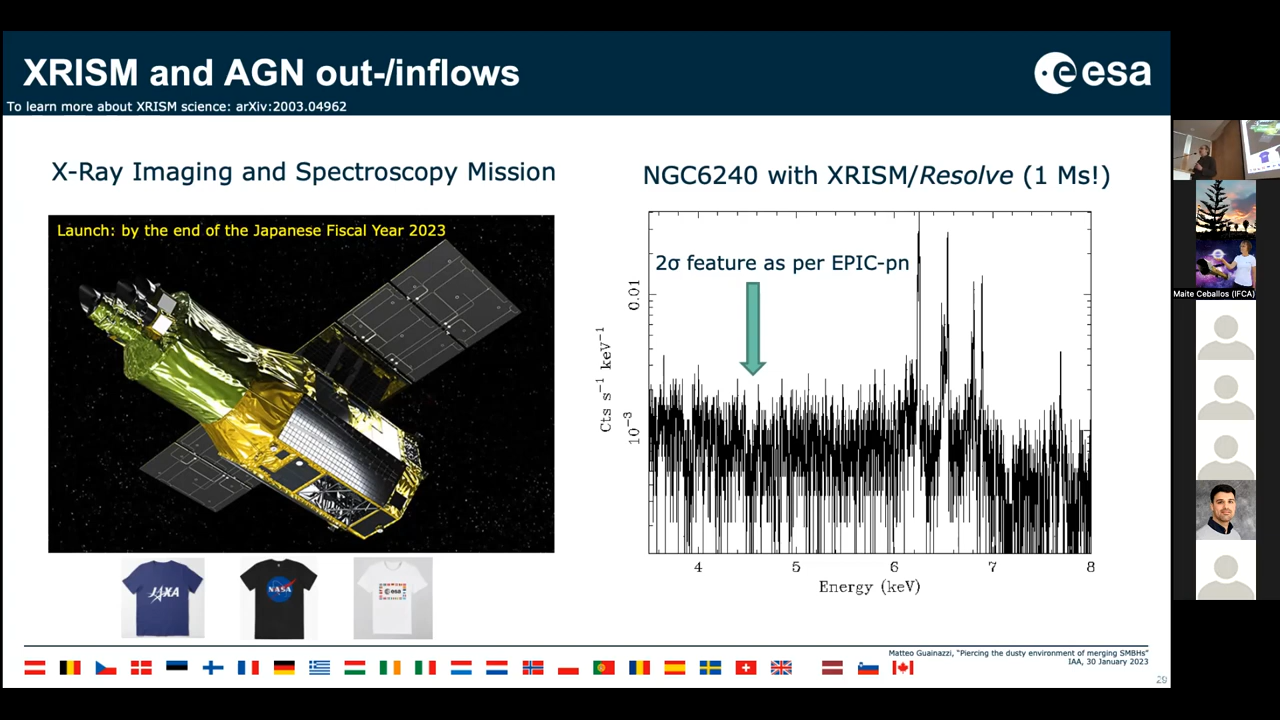 XRISM and AGN out-/inflows
esa
To learn more about XRISM science: arXiv:2003.04962
X-Ray Imaging and Spectroscopy Mission
NGC6240 with XRISM/Resolve (1 Ms!)
Launch: by the end of the Japanese Fiscal Year 2023
2σ feature as per EPIC-pn
Cts s⁻¹ keV⁻¹
0.01
10⁻³
4 5 6 7 8
Energy (keV)
JAXA
NASA
esa
Matteo Guainazzi, "Piercing the dusty environment of merging SMBHs"
IAA, 30 January 2023
29
Maite Ceballos (IFCA)